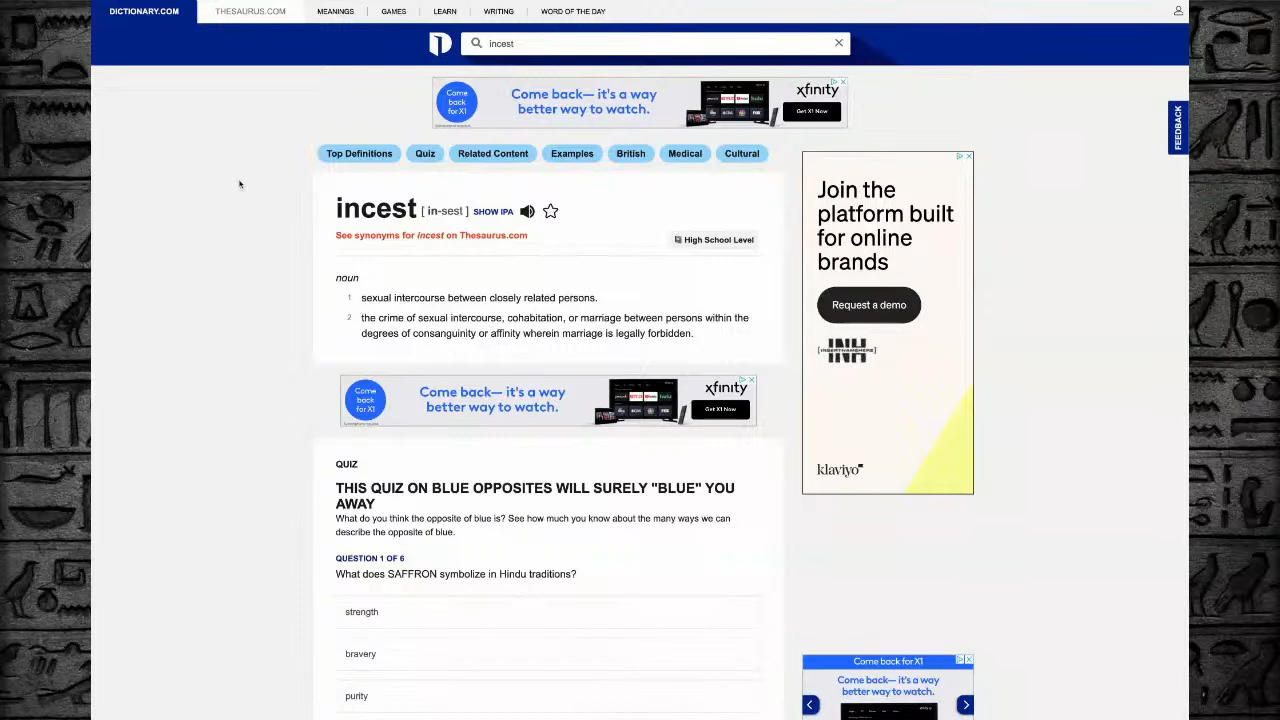 DICTIONARY.COM
THESAURUS.COM
MEANINGS
GAMES
LEARN
WRITING
WORD OF THE DAY
incest
Come back for X1
Come back— it's a way
better way to watch.
xfinity
Get X1 Now
FEEDBACK
Top Definitions
Quiz
Related Content
Examples
British
Medical
Cultural
incest [ in-sest ] SHOW IPA
See synonyms for incest on Thesaurus.com
High School Level
noun
1 sexual intercourse between closely related persons.
2 the crime of sexual intercourse, cohabitation, or marriage between persons within the
degrees of consanguinity or affinity wherein marriage is legally forbidden.
Join the
platform built
for online
brands
Request a demo
INH
klaviyo
Come back for X1
Come back— it's a way
better way to watch.
xfinity
Get X1 Now
QUIZ
THIS QUIZ ON BLUE OPPOSITES WILL SURELY "BLUE" YOU
AWAY
What do you think the opposite of blue is? See how much you know about the many ways we can
describe the opposite of blue.
QUESTION 1 OF 6
What does SAFFRON symbolize in Hindu traditions?
strength
bravery
purity
Come back for X1
Come back— it's a way
better way to watch.